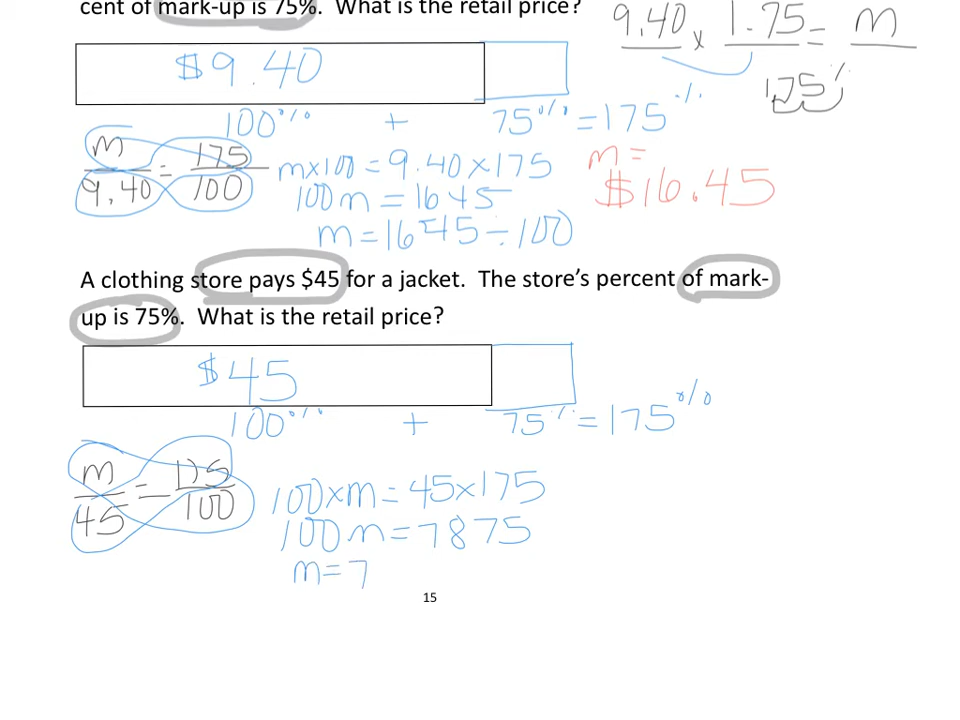 cent of mark-up is 75%. What is the retail price?
9.40 x 1.75 = m
175%
$9.40
100% + 75% = 175%
m/9.40 = 175/100
m x 100 = 9.40 x 175
100m = 1645
m = 1645 ÷ 100
m =
$16.45
A clothing store pays $45 for a jacket. The store's percent of mark-
up is 75%. What is the retail price?
$45
100% + 75% = 175%
m/45 = 175/100
100 x m = 45 x 175
100m = 7875
m = 7
15